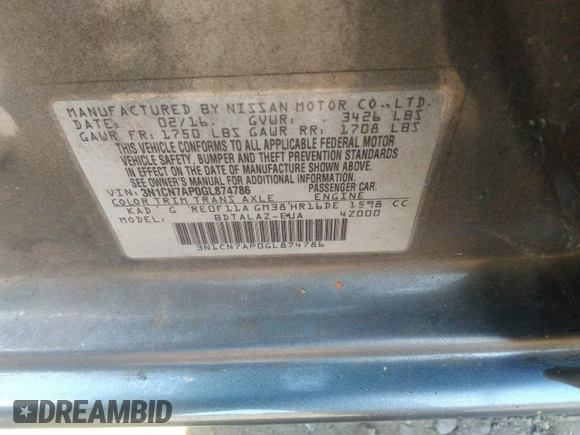 MANUFACTURED BY NISSAN MOTOR CO.,LTD.
DATE: 02/16. GVWR: 3426 LBS
GAWR FR: 1750 LBS GAWR RR: 1708 LBS
THIS VEHICLE CONFORMS TO ALL APPLICABLE FEDERAL MOTOR
VEHICLE SAFETY, BUMPER AND THEFT PREVENTION STANDARDS
IN EFFECT ON THE DATE OF MANUFACTURE SHOWN ABOVE.
SEE OWNER'S MANUAL FOR ADDITIONAL INFORMATION.
VIN: 3N1CN7AP0GL874786 PASSENGER CAR.
COLOR TRIM TRANS AXLE ENGINE
KAD G RE0F11A GM38 HR16DE 1598 CC
MODEL: BDTALAZ-EUA 4Z000
3N1CN7AP0GL874786
DREAMBID